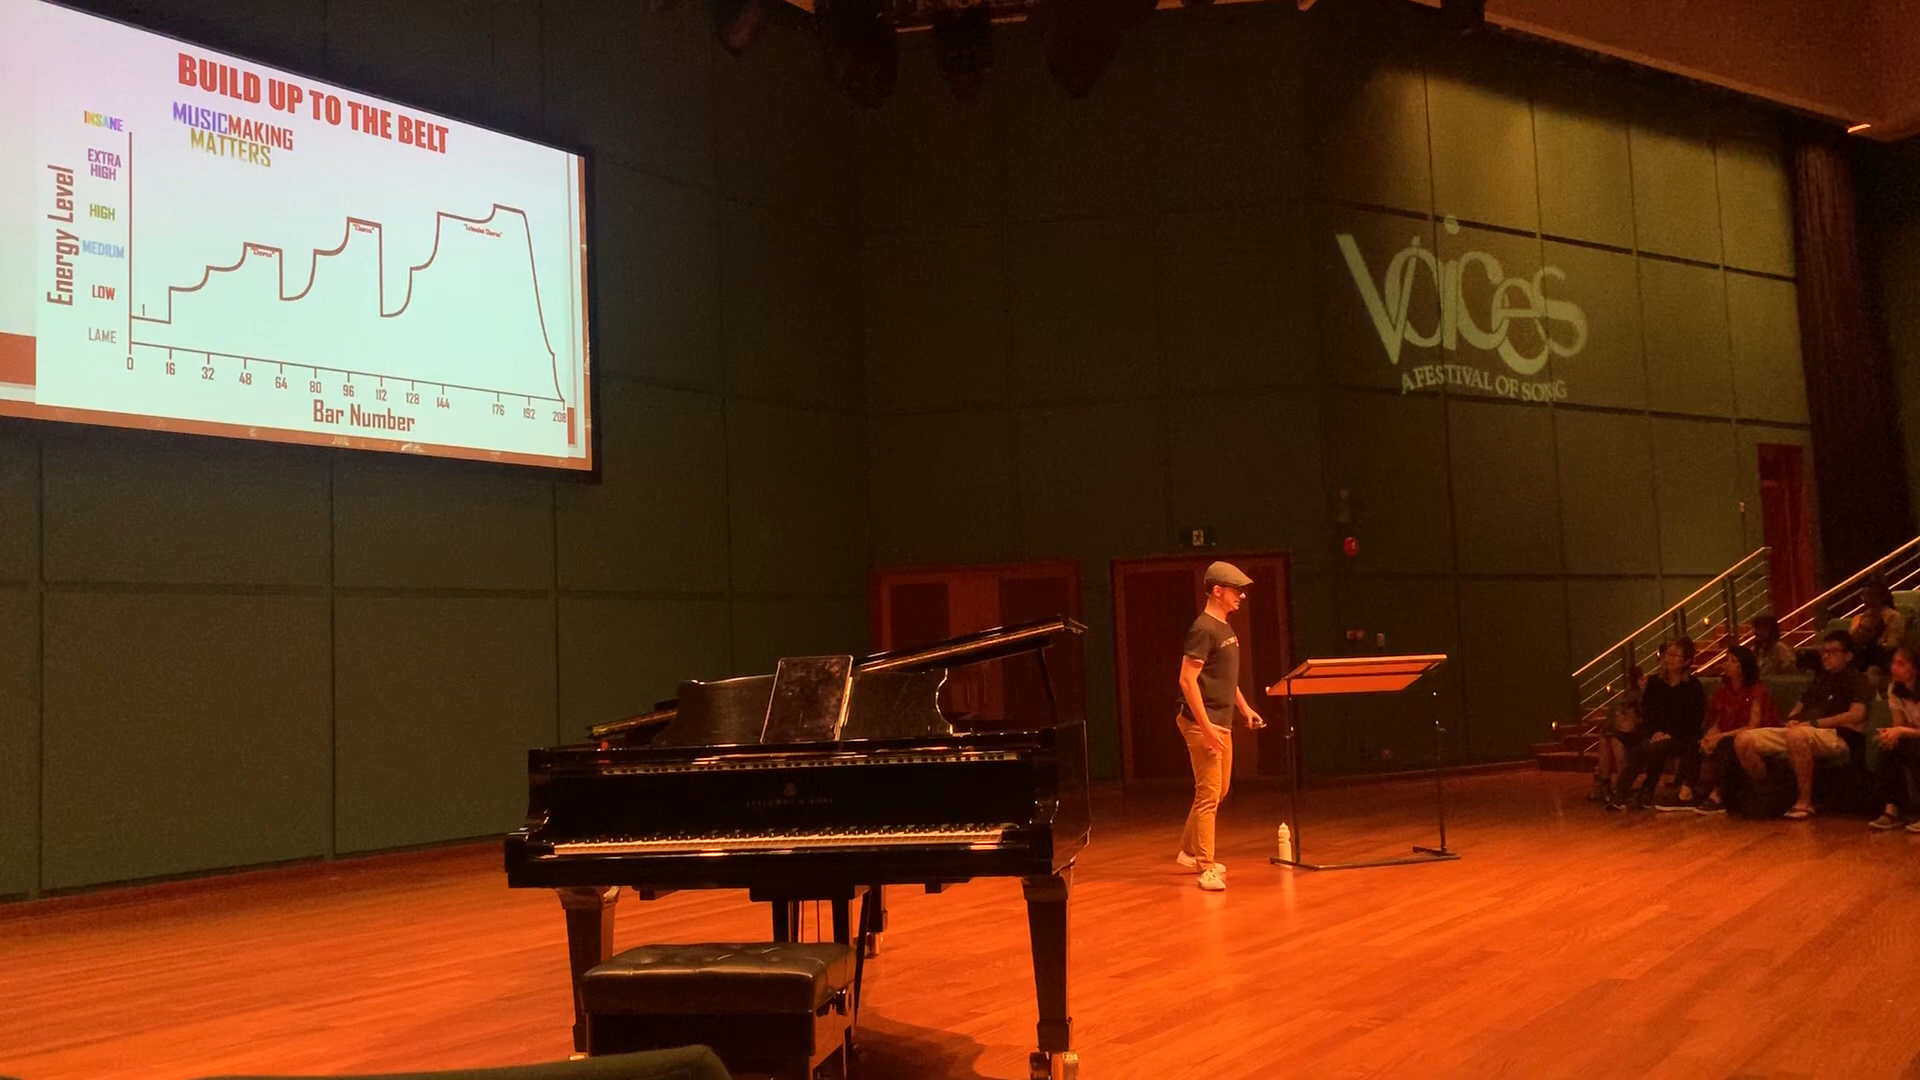 BUILD UP TO THE BELT
MUSICMAKING
MATTERS
Energy Level
INSANE
EXTRA
HIGH
HIGH
MEDIUM
LOW
LAME
"Chorus"
"Chorus"
"Extended Chorus"
0 16 32 48 64 80 96 112 128 144 176 192 208
Bar Number
Voices
A FESTIVAL OF SONG